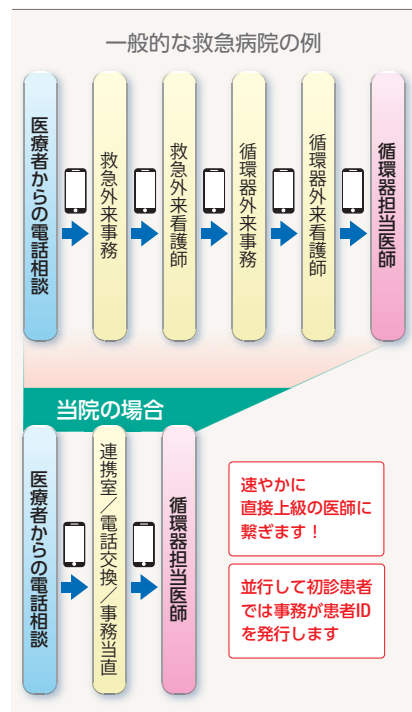 一般的な救急病院の例
医療者からの電話相談
救急外来事務
救急外来看護師
循環器外来事務
循環器外来看護師
循環器担当医師
当院の場合
医療者からの電話相談
連携室／電話交換／事務当直
循環器担当医師
速やかに
直接上級の医師に
繋ぎます！
並行して初診患者
では事務が患者ID
を発行します